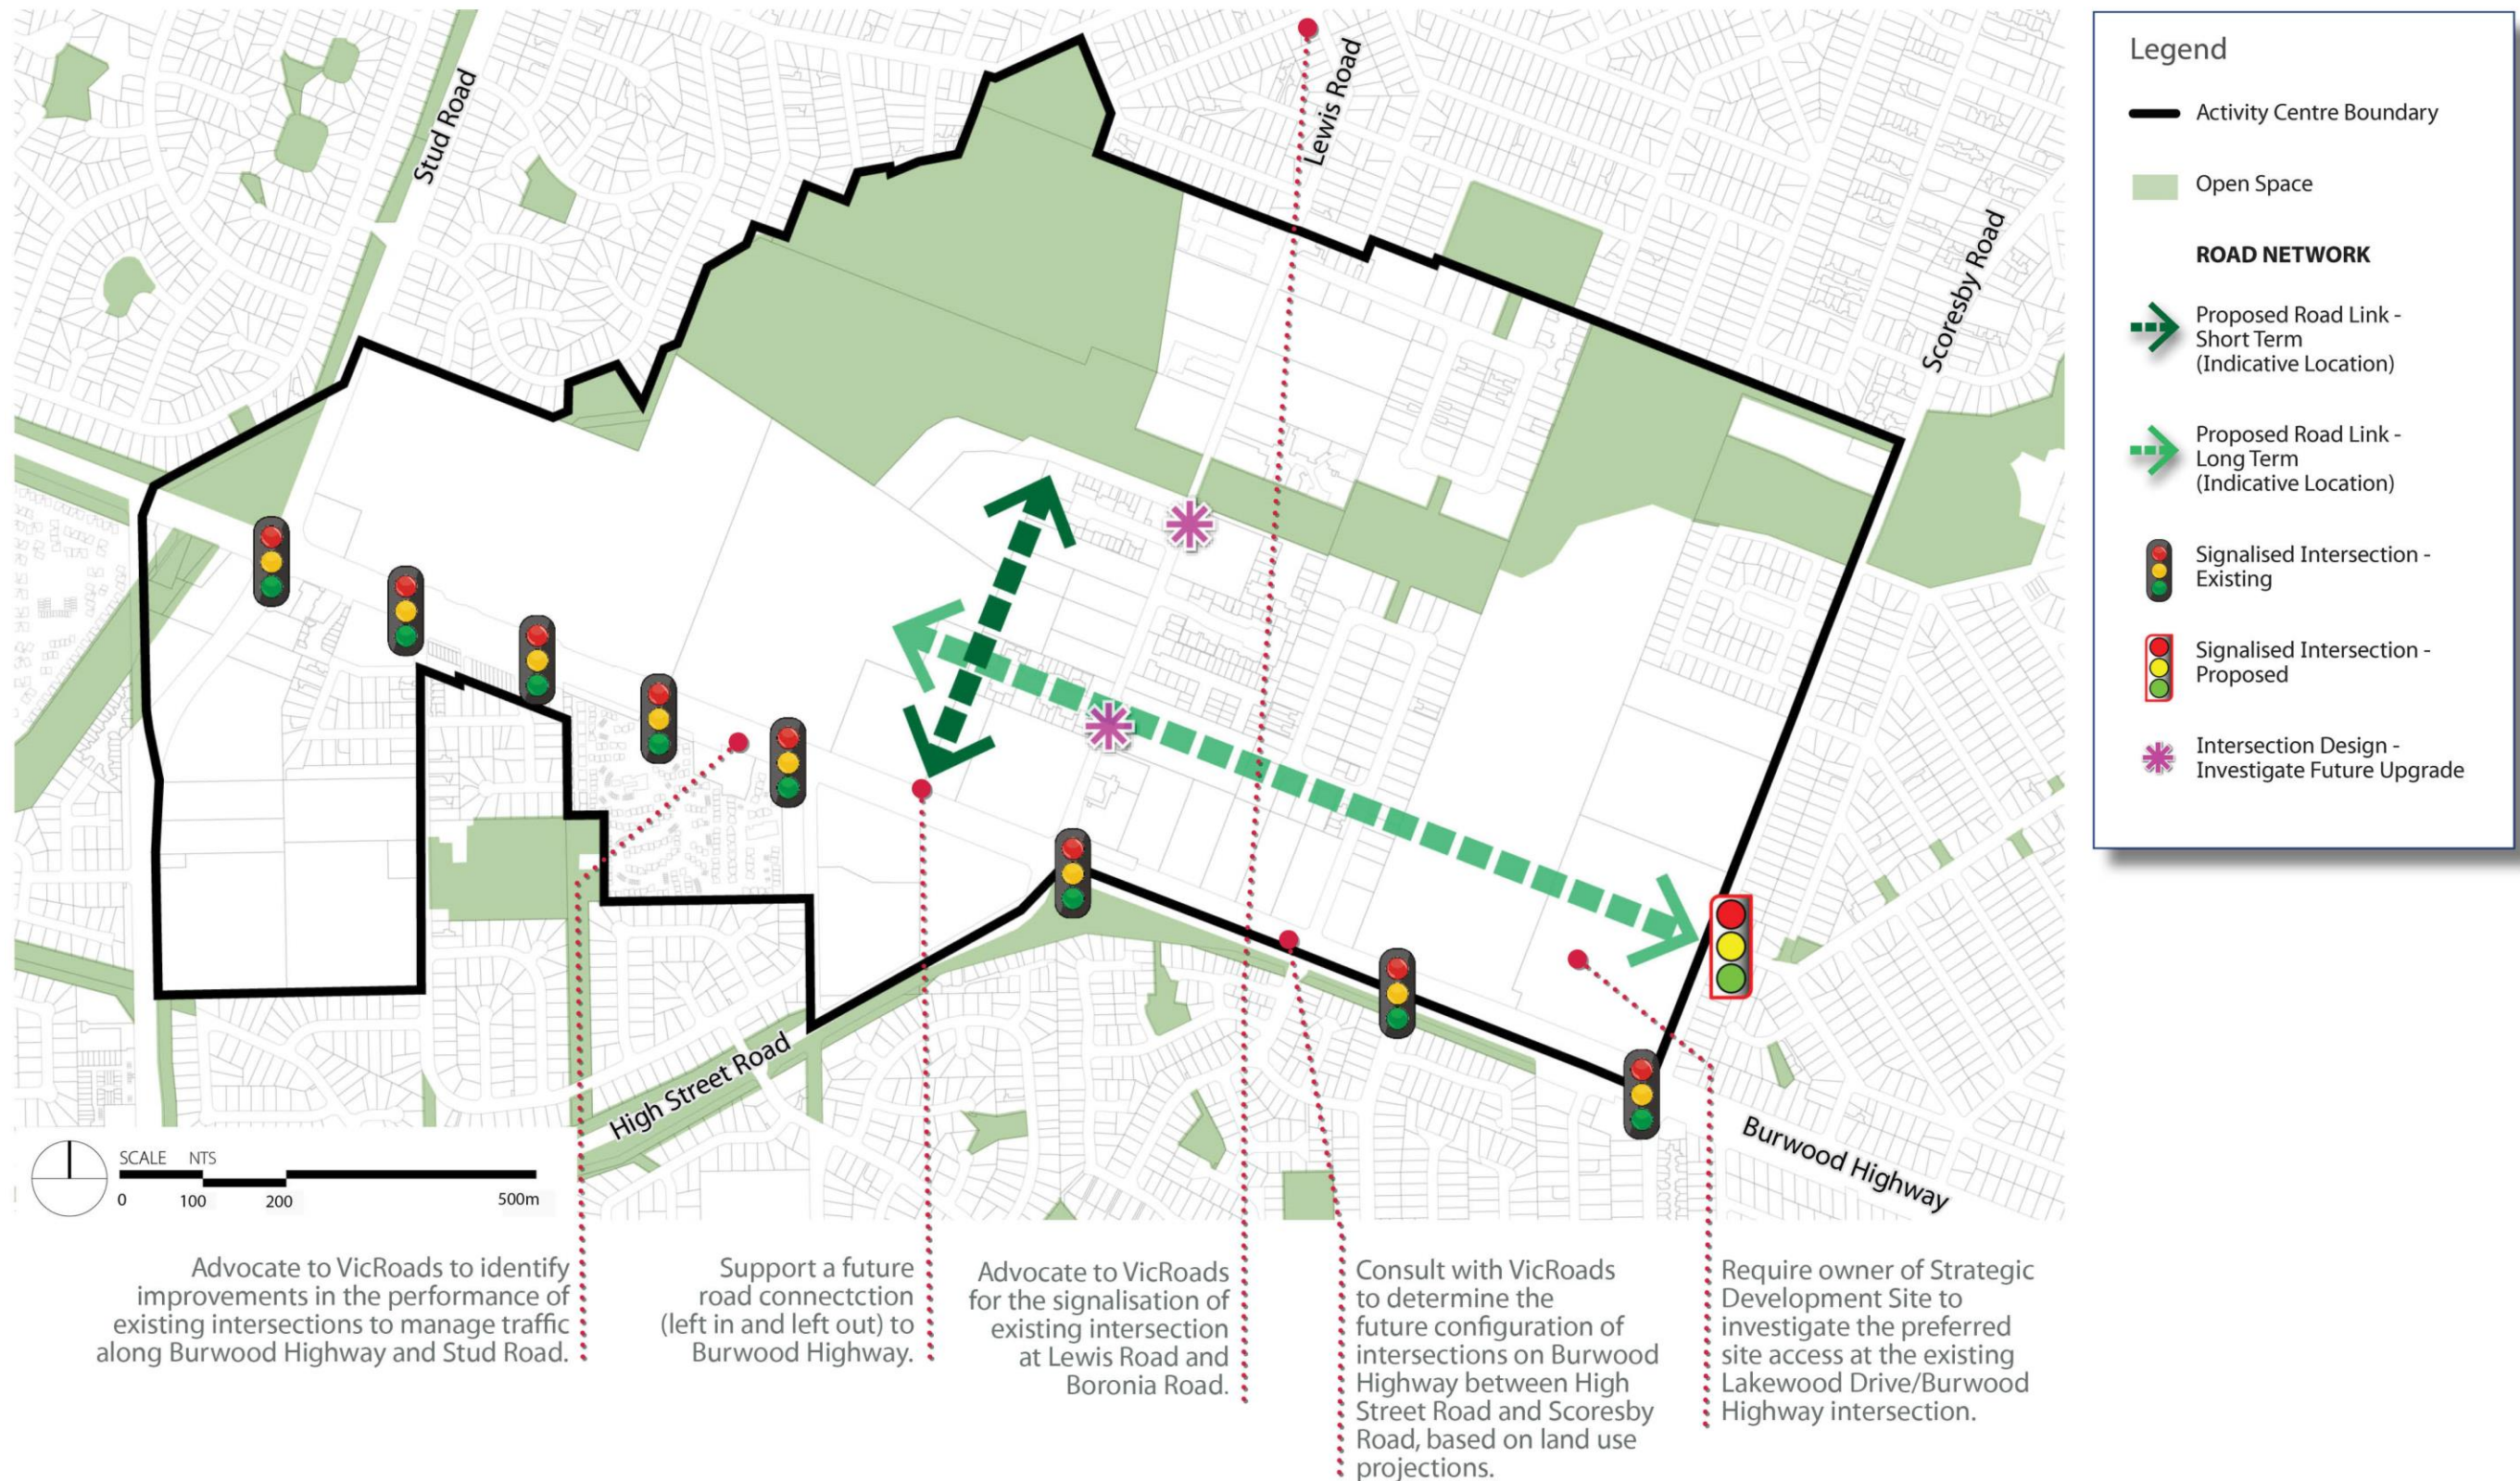 Stud Road
Lewis Road
Scoresby Road
High Street Road
Burwood Highway
SCALE NTS
0 100 200 500m
Legend
Activity Centre Boundary
Open Space
ROAD NETWORK
Proposed Road Link -
Short Term
(Indicative Location)
Proposed Road Link -
Long Term
(Indicative Location)
Signalised Intersection -
Existing
Signalised Intersection -
Proposed
Intersection Design -
Investigate Future Upgrade
Advocate to VicRoads to identify
improvements in the performance of
existing intersections to manage traffic
along Burwood Highway and Stud Road.
Support a future
road connectction
(left in and left out) to
Burwood Highway.
Advocate to VicRoads
for the signalisation of
existing intersection
at Lewis Road and
Boronia Road.
Consult with VicRoads
to determine the
future configuration of
intersections on Burwood
Highway between High
Street Road and Scoresby
Road, based on land use
projections.
Require owner of Strategic
Development Site to
investigate the preferred
site access at the existing
Lakewood Drive/Burwood
Highway intersection.